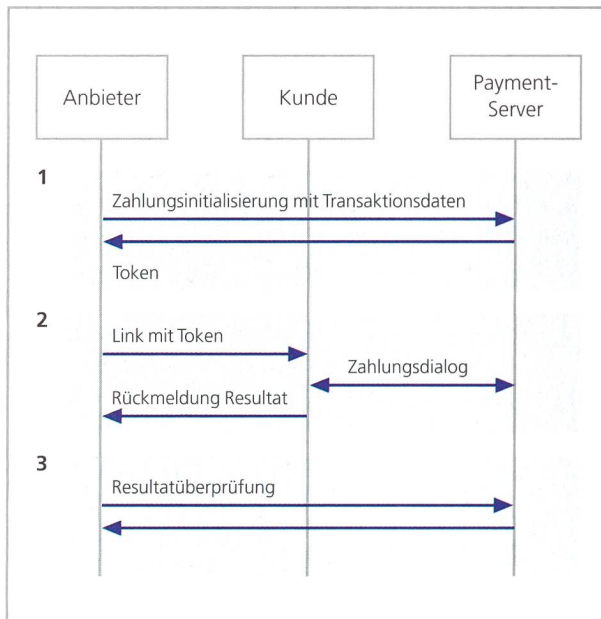 Anbieter
Kunde
Payment-
Server
1
Zahlungsinitialisierung mit Transaktionsdaten
Token
2
Link mit Token
Zahlungsdialog
Rückmeldung Resultat
3
Resultatüberprüfung